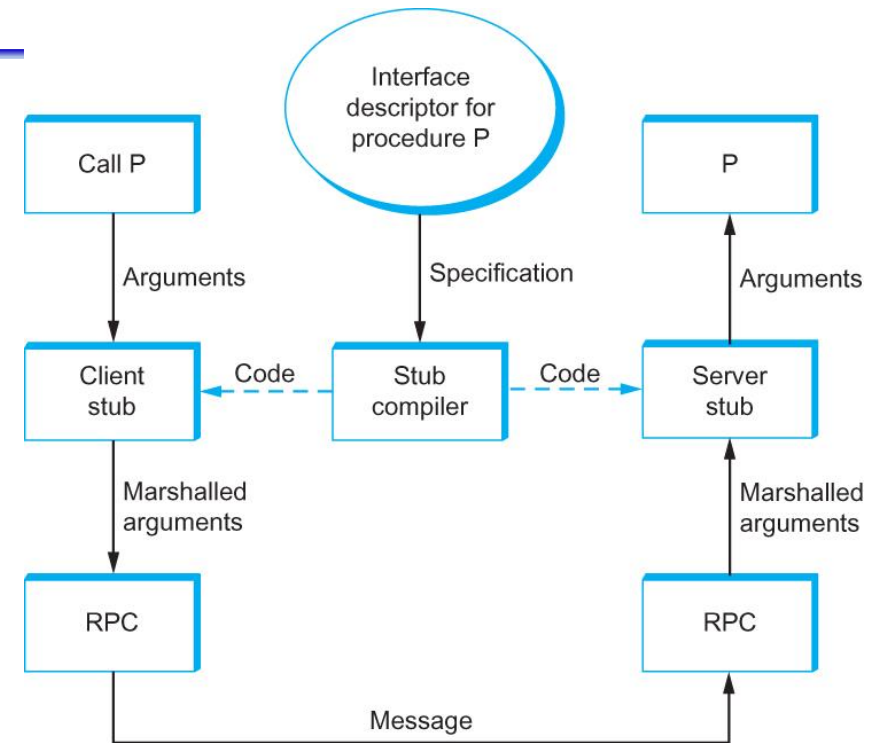 Interface
descriptor for
procedure P
Call P
P
Arguments
Specification
Arguments
Client
stub
Code
Stub
compiler
Code
Server
stub
Marshalled
arguments
Marshalled
arguments
RPC
RPC
Message